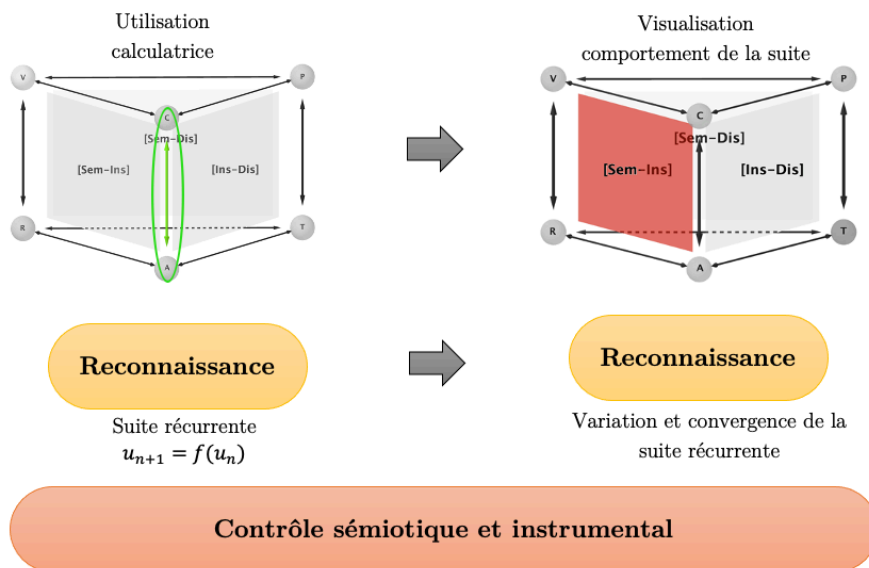 Utilisation
calculatrice
Visualisation
comportement de la suite
V
P
C
[Sem-Dis]
[Sem-Ins]
[Ins-Dis]
R
T
A
V
P
C
[Sem-Dis]
[Sem-Ins]
[Ins-Dis]
R
T
A
Reconnaissance
Reconnaissance
Suite récurrente
uₙ₊₁ = f(uₙ)
Variation et convergence de la
suite récurrente
Contrôle sémiotique et instrumental